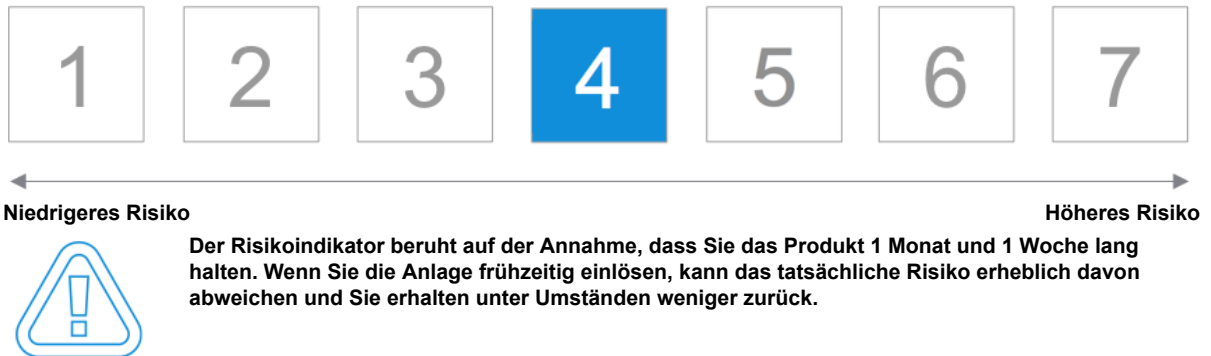 1 2 3 4 5 6 7
Niedrigeres Risiko Höheres Risiko
Der Risikoindikator beruht auf der Annahme, dass Sie das Produkt 1 Monat und 1 Woche lang
halten. Wenn Sie die Anlage frühzeitig einlösen, kann das tatsächliche Risiko erheblich davon
abweichen und Sie erhalten unter Umständen weniger zurück.